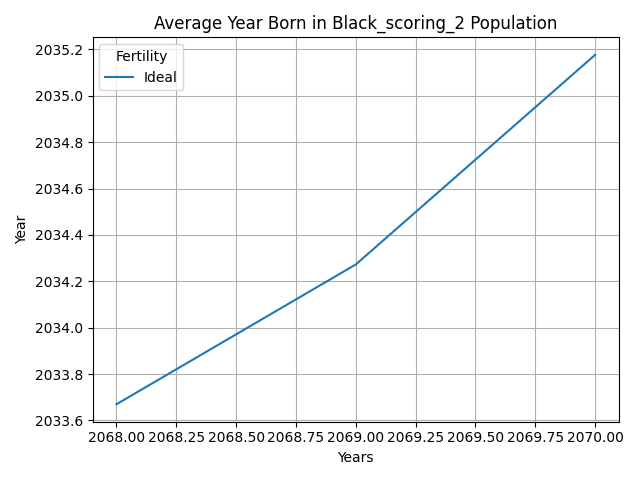 Average Year Born in Black_scoring_2 Population
Fertility
Ideal
2035.2
2035.0
2034.8
2034.6
2034.4
2034.2
2034.0
2033.8
2033.6
Year
2068.00 2068.25 2068.50 2068.75 2069.00 2069.25 2069.50 2069.75 2070.00
Years